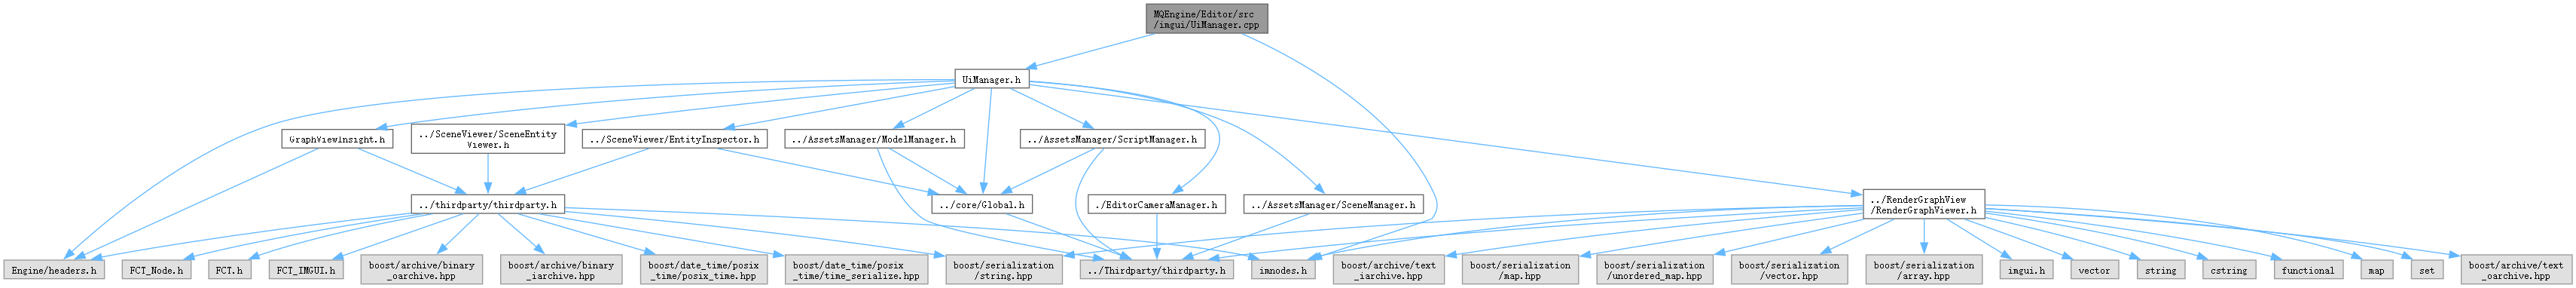 MQEngine/Editor/src
/imgui/UiManager.cpp
UiManager.h
GraphViewInsight.h
../SceneViewer/SceneEntity
Viewer.h
../SceneViewer/EntityInspector.h
../AssetsManager/ModelManager.h
../AssetsManager/ScriptManager.h
../thirdparty/thirdparty.h
../core/Global.h
./EditorCameraManager.h
../AssetsManager/SceneManager.h
../RenderGraphView
/RenderGraphViewer.h
Engine/headers.h
FCT_Node.h
FCT.h
FCT_IMGUI.h
boost/archive/binary
_oarchive.hpp
boost/archive/binary
_iarchive.hpp
boost/date_time/posix
_time/posix_time.hpp
boost/date_time/posix
_time/time_serialize.hpp
boost/serialization
/string.hpp
../Thirdparty/thirdparty.h
imnodes.h
boost/archive/text
_iarchive.hpp
boost/serialization
/map.hpp
boost/serialization
/unordered_map.hpp
boost/serialization
/vector.hpp
boost/serialization
/array.hpp
imgui.h
vector
string
cstring
functional
map
set
boost/archive/text
_oarchive.hpp